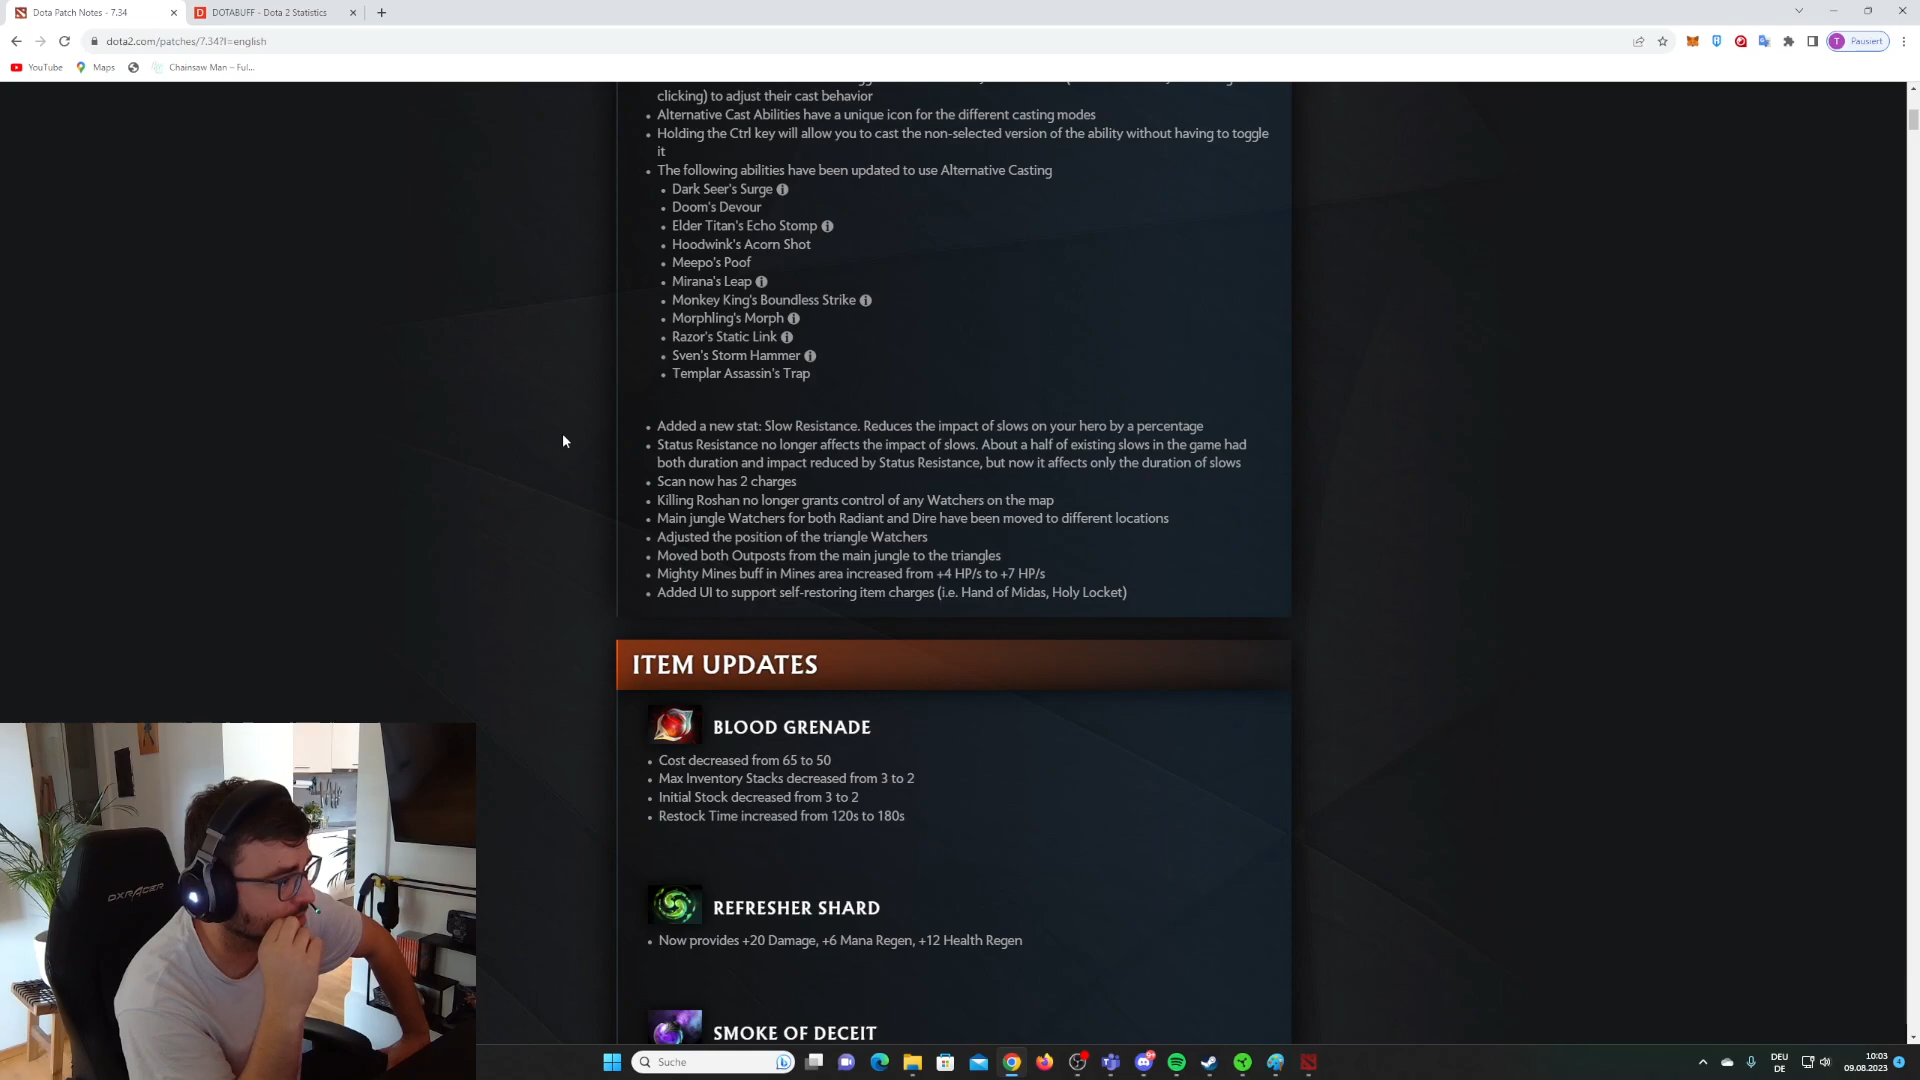 Dota Patch Notes - 7.34
DOTABUFF - Dota 2 Statistics
dota2.com/patches/7.34?l=english
T Pausiert
YouTube
Maps
Chainsaw Man – Ful...
clicking) to adjust their cast behavior
Alternative Cast Abilities have a unique icon for the different casting modes
Holding the Ctrl key will allow you to cast the non-selected version of the ability without having to toggle
it
The following abilities have been updated to use Alternative Casting
Dark Seer's Surge
Doom's Devour
Elder Titan's Echo Stomp
Hoodwink's Acorn Shot
Meepo's Poof
Mirana's Leap
Monkey King's Boundless Strike
Morphling's Morph
Razor's Static Link
Sven's Storm Hammer
Templar Assassin's Trap
Added a new stat: Slow Resistance. Reduces the impact of slows on your hero by a percentage
Status Resistance no longer affects the impact of slows. About a half of existing slows in the game had
both duration and impact reduced by Status Resistance, but now it affects only the duration of slows
Scan now has 2 charges
Killing Roshan no longer grants control of any Watchers on the map
Main jungle Watchers for both Radiant and Dire have been moved to different locations
Adjusted the position of the triangle Watchers
Moved both Outposts from the main jungle to the triangles
Mighty Mines buff in Mines area increased from +4 HP/s to +7 HP/s
Added UI to support self-restoring item charges (i.e. Hand of Midas, Holy Locket)
ITEM UPDATES
BLOOD GRENADE
Cost decreased from 65 to 50
Max Inventory Stacks decreased from 3 to 2
Initial Stock decreased from 3 to 2
Restock Time increased from 120s to 180s
REFRESHER SHARD
Now provides +20 Damage, +6 Mana Regen, +12 Health Regen
SMOKE OF DECEIT
DXRACER
Suche
DEU
DE
10:03
09.08.2023
4